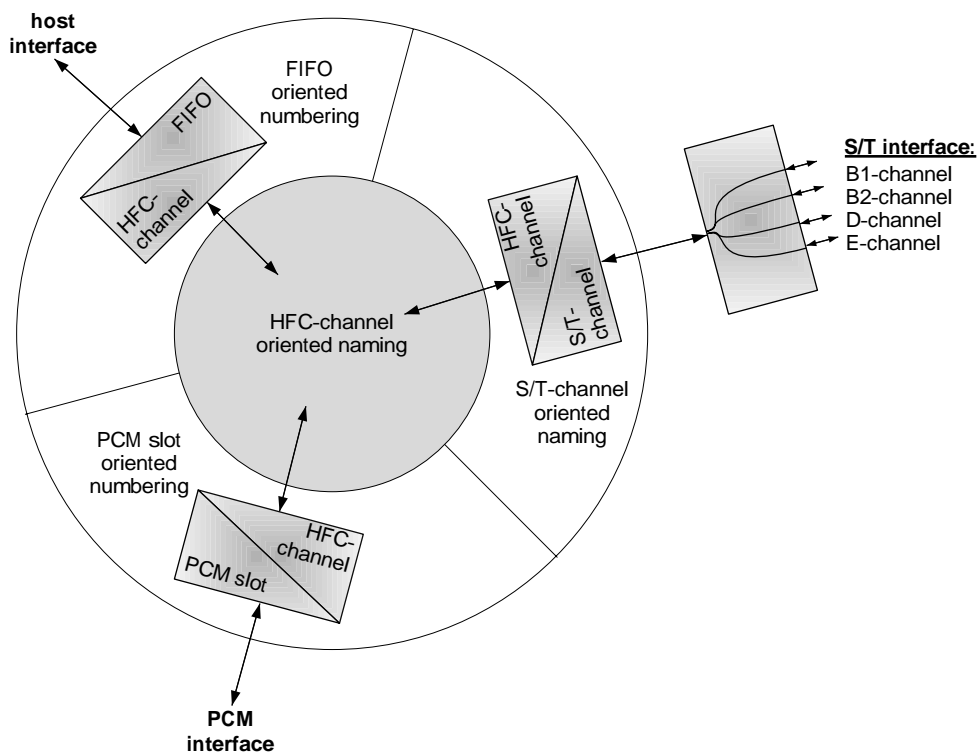 host
interface
FIFO
oriented
numbering
FIFO
HFC-
channel
HFC-channel
oriented naming
HFC-
channel
S/T-
channel
S/T-channel
oriented
naming
S/T interface:
B1-channel
B2-channel
D-channel
E-channel
PCM slot
oriented
numbering
HFC-
channel
PCM slot
PCM
interface